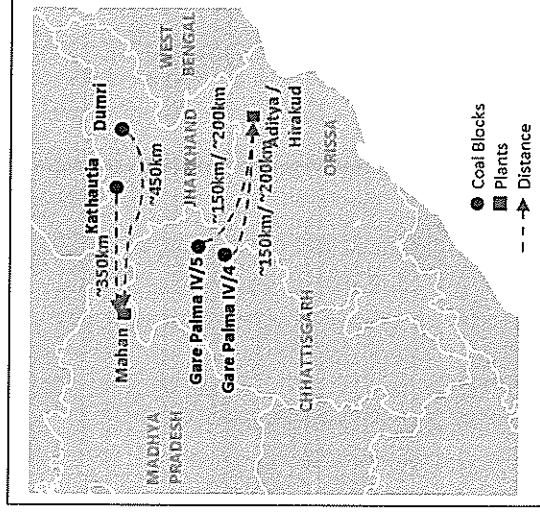 WEST
BENGAL
Dumri
Kathautia
~350km
~450km
JHARKHAND
Mahan
~150km/ ~200km
Gare Palma IV/5
Gare Palma IV/4
Aditya /
Hirakud
~150km/ ~200km
ORISSA
MADHYA
PRADESH
CHHATTISGARH
Coal Blocks
Plants
Distance